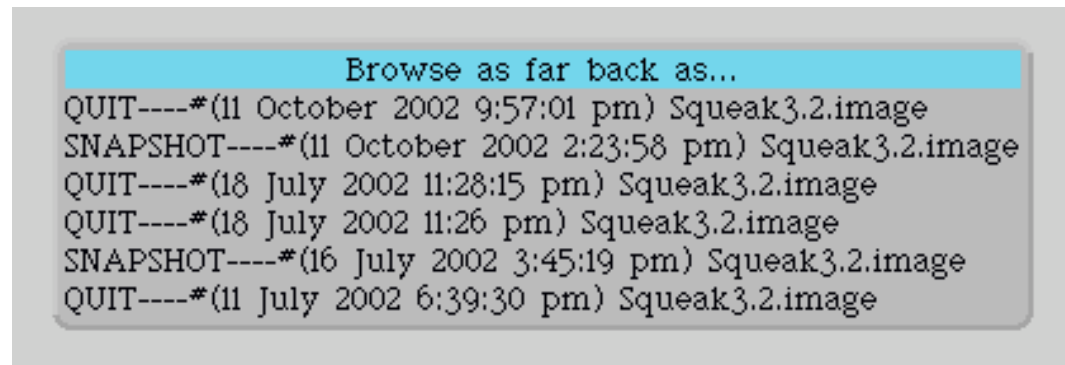 Browse as far back as...
QUIT----#(11 October 2002 9:57:01 pm) Squeak3.2.image
SNAPSHOT----#(11 October 2002 2:23:58 pm) Squeak3.2.image
QUIT----#(18 July 2002 11:28:15 pm) Squeak3.2.image
QUIT----#(18 July 2002 11:26 pm) Squeak3.2.image
SNAPSHOT----#(16 July 2002 3:45:19 pm) Squeak3.2.image
QUIT----#(11 July 2002 6:39:30 pm) Squeak3.2.image